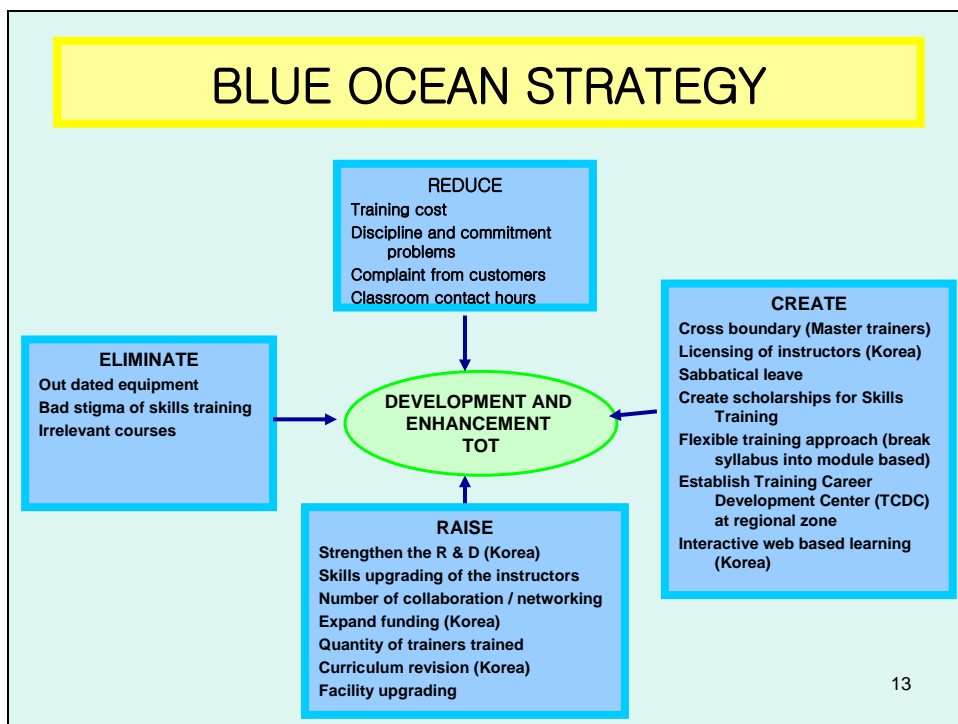 BLUE OCEAN STRATEGY
REDUCE
Training cost
Discipline and commitment
problems
Complaint from customers
Classroom contact hours
ELIMINATE
Out dated equipment
Bad stigma of skills training
Irrelevant courses
DEVELOPMENT AND
ENHANCEMENT
TOT
CREATE
Cross boundary (Master trainers)
Licensing of instructors (Korea)
Sabbatical leave
Create scholarships for Skills
Training
Flexible training approach (break
syllabus into module based)
Establish Training Career
Development Center (TCDC)
at regional zone
Interactive web based learning
(Korea)
RAISE
Strengthen the R & D (Korea)
Skills upgrading of the instructors
Number of collaboration / networking
Expand funding (Korea)
Quantity of trainers trained
Curriculum revision (Korea)
Facility upgrading
13